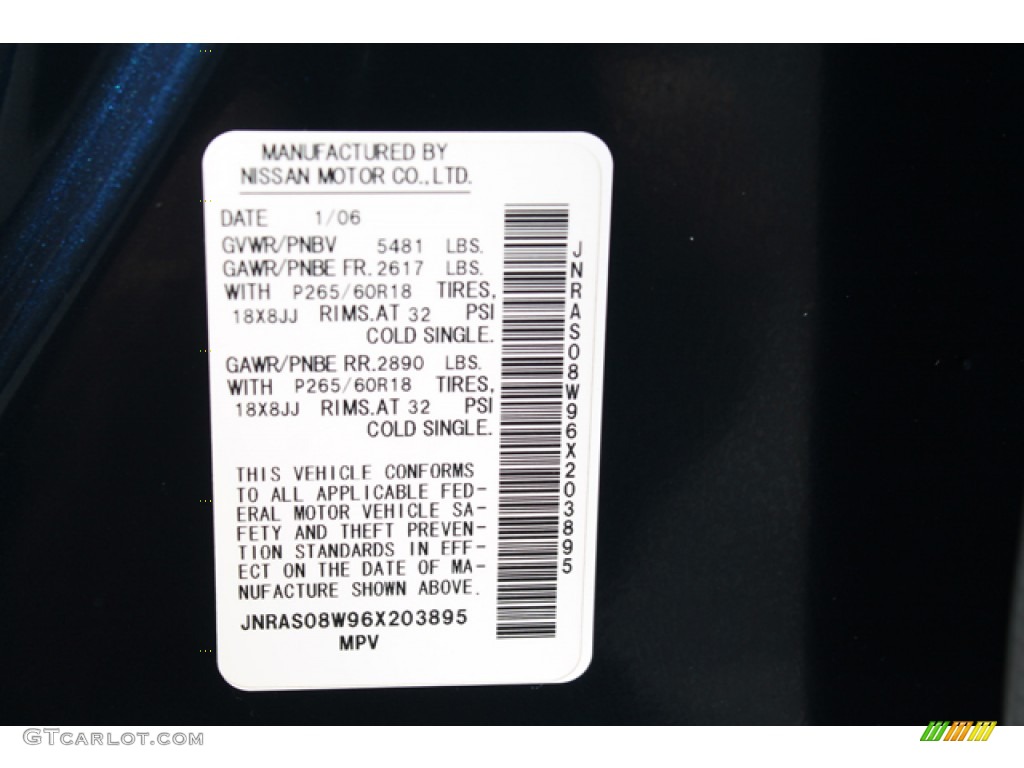 MANUFACTURED BY
NISSAN MOTOR CO.,LTD.
DATE 1/06
GVWR/PNBV 5481 LBS.
GAWR/PNBE FR. 2617 LBS.
WITH P265/60R18 TIRES,
18X8JJ RIMS.AT 32 PSI
COLD SINGLE.
GAWR/PNBE RR. 2890 LBS.
WITH P265/60R18 TIRES,
18X8JJ RIMS.AT 32 PSI
COLD SINGLE.
THIS VEHICLE CONFORMS
TO ALL APPLICABLE FED-
ERAL MOTOR VEHICLE SA-
FETY AND THEFT PREVEN-
TION STANDARDS IN EFF-
ECT ON THE DATE OF MA-
NUFACTURE SHOWN ABOVE.
JNRAS08W96X203895
MPV
JNRAS08W96X203895
GTCarlot.com